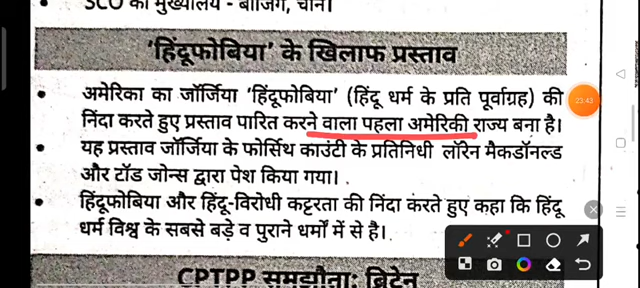 SCO का मुख्यालय - बीजिंग, चीन।
'हिंदूफोबिया' के खिलाफ प्रस्ताव
• अमेरिका का जॉर्जिया 'हिंदूफोबिया' (हिंदू धर्म के प्रति पूर्वाग्रह) की
निंदा करते हुए प्रस्ताव पारित करने वाला पहला अमेरिकी राज्य बना है।
• यह प्रस्ताव जॉर्जिया के फोर्सिथ काउंटी के प्रतिनिधी लॉरेन मैकडॉनल्ड
और टॉड जोन्स द्वारा पेश किया गया।
• हिंदूफोबिया और हिंदू-विरोधी कट्टरता की निंदा करते हुए कहा कि हिंदू
धर्म विश्व के सबसे बड़े व पुराने धर्मों में से है।
CPTPP समझौता: ब्रिटेन
23:43